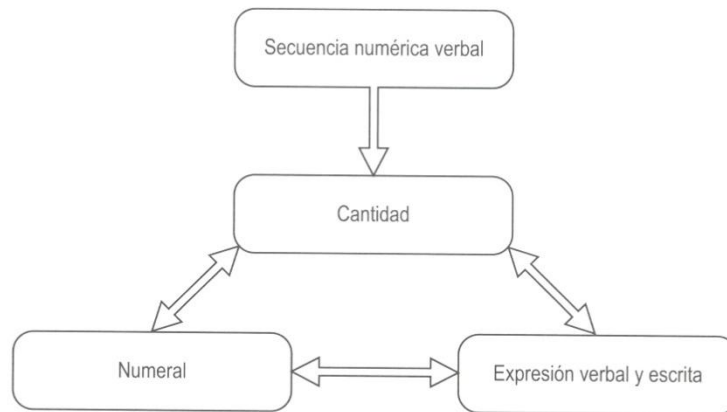 Secuencia numérica verbal
Cantidad
Numeral
Expresión verbal y escrita